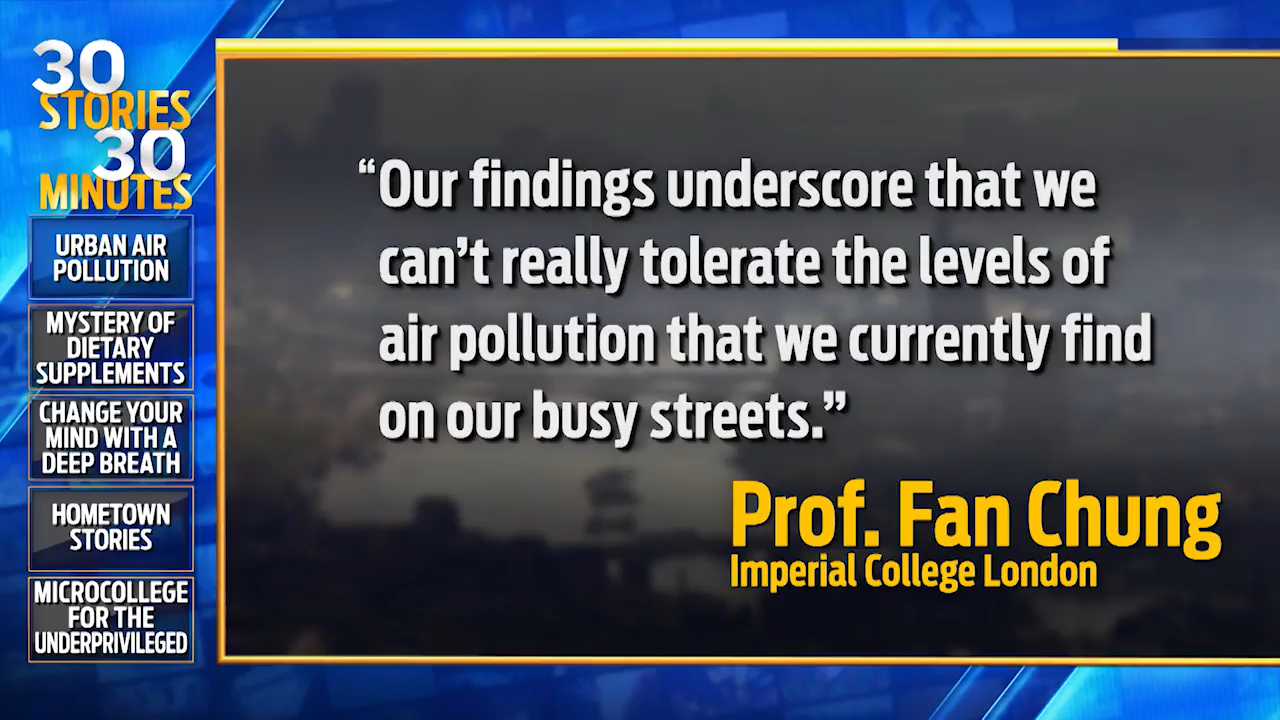 30
STORIES
30
MINUTES
URBAN AIR
POLLUTION
MYSTERY OF
DIETARY
SUPPLEMENTS
CHANGE YOUR
MIND WITH A
DEEP BREATH
HOMETOWN
STORIES
MICROCOLLEGE
FOR THE
UNDERPRIVILEGED
“Our findings underscore that we
can’t really tolerate the levels of
air pollution that we currently find
on our busy streets.”
Prof. Fan Chung
Imperial College London